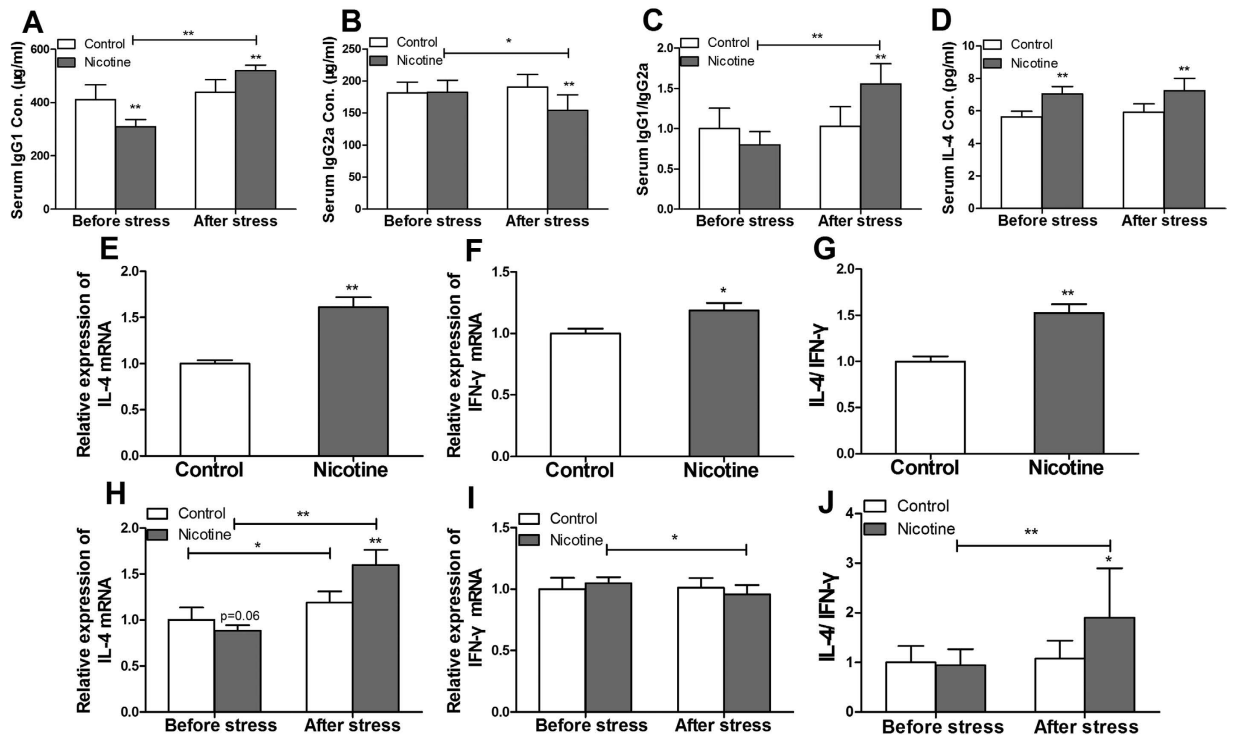 A
Serum IgG1 Con. (μg/ml)
600
400
200
0
Control
Nicotine
**
**
**
Before stress
After stress
B
Serum IgG2a Con. (μg/ml)
250
200
150
100
50
0
Control
Nicotine
*
**
Before stress
After stress
C
Serum IgG1/IgG2a
2.0
1.5
1.0
0.5
0.0
Control
Nicotine
**
**
Before stress
After stress
D
Serum IL-4 Con. (pg/ml)
10
8
6
4
2
0
Control
Nicotine
**
**
Before stress
After stress
E
Relative expression of
IL-4 mRNA
2.0
1.5
1.0
0.5
0.0
**
Control
Nicotine
F
Relative expression of
IFN-γ mRNA
1.5
1.0
0.5
0.0
*
Control
Nicotine
G
IL-4/ IFN-γ
2.0
1.5
1.0
0.5
0.0
**
Control
Nicotine
H
Relative expression of
IL-4 mRNA
2.0
1.5
1.0
0.5
0.0
Control
Nicotine
**
*
**
p=0.06
Before stress
After stress
I
Relative expression of
IFN-γ mRNA
1.5
1.0
0.5
0.0
Control
Nicotine
*
Before stress
After stress
J
IL-4/ IFN-γ
4
3
2
1
0
Control
Nicotine
**
*
Before stress
After stress